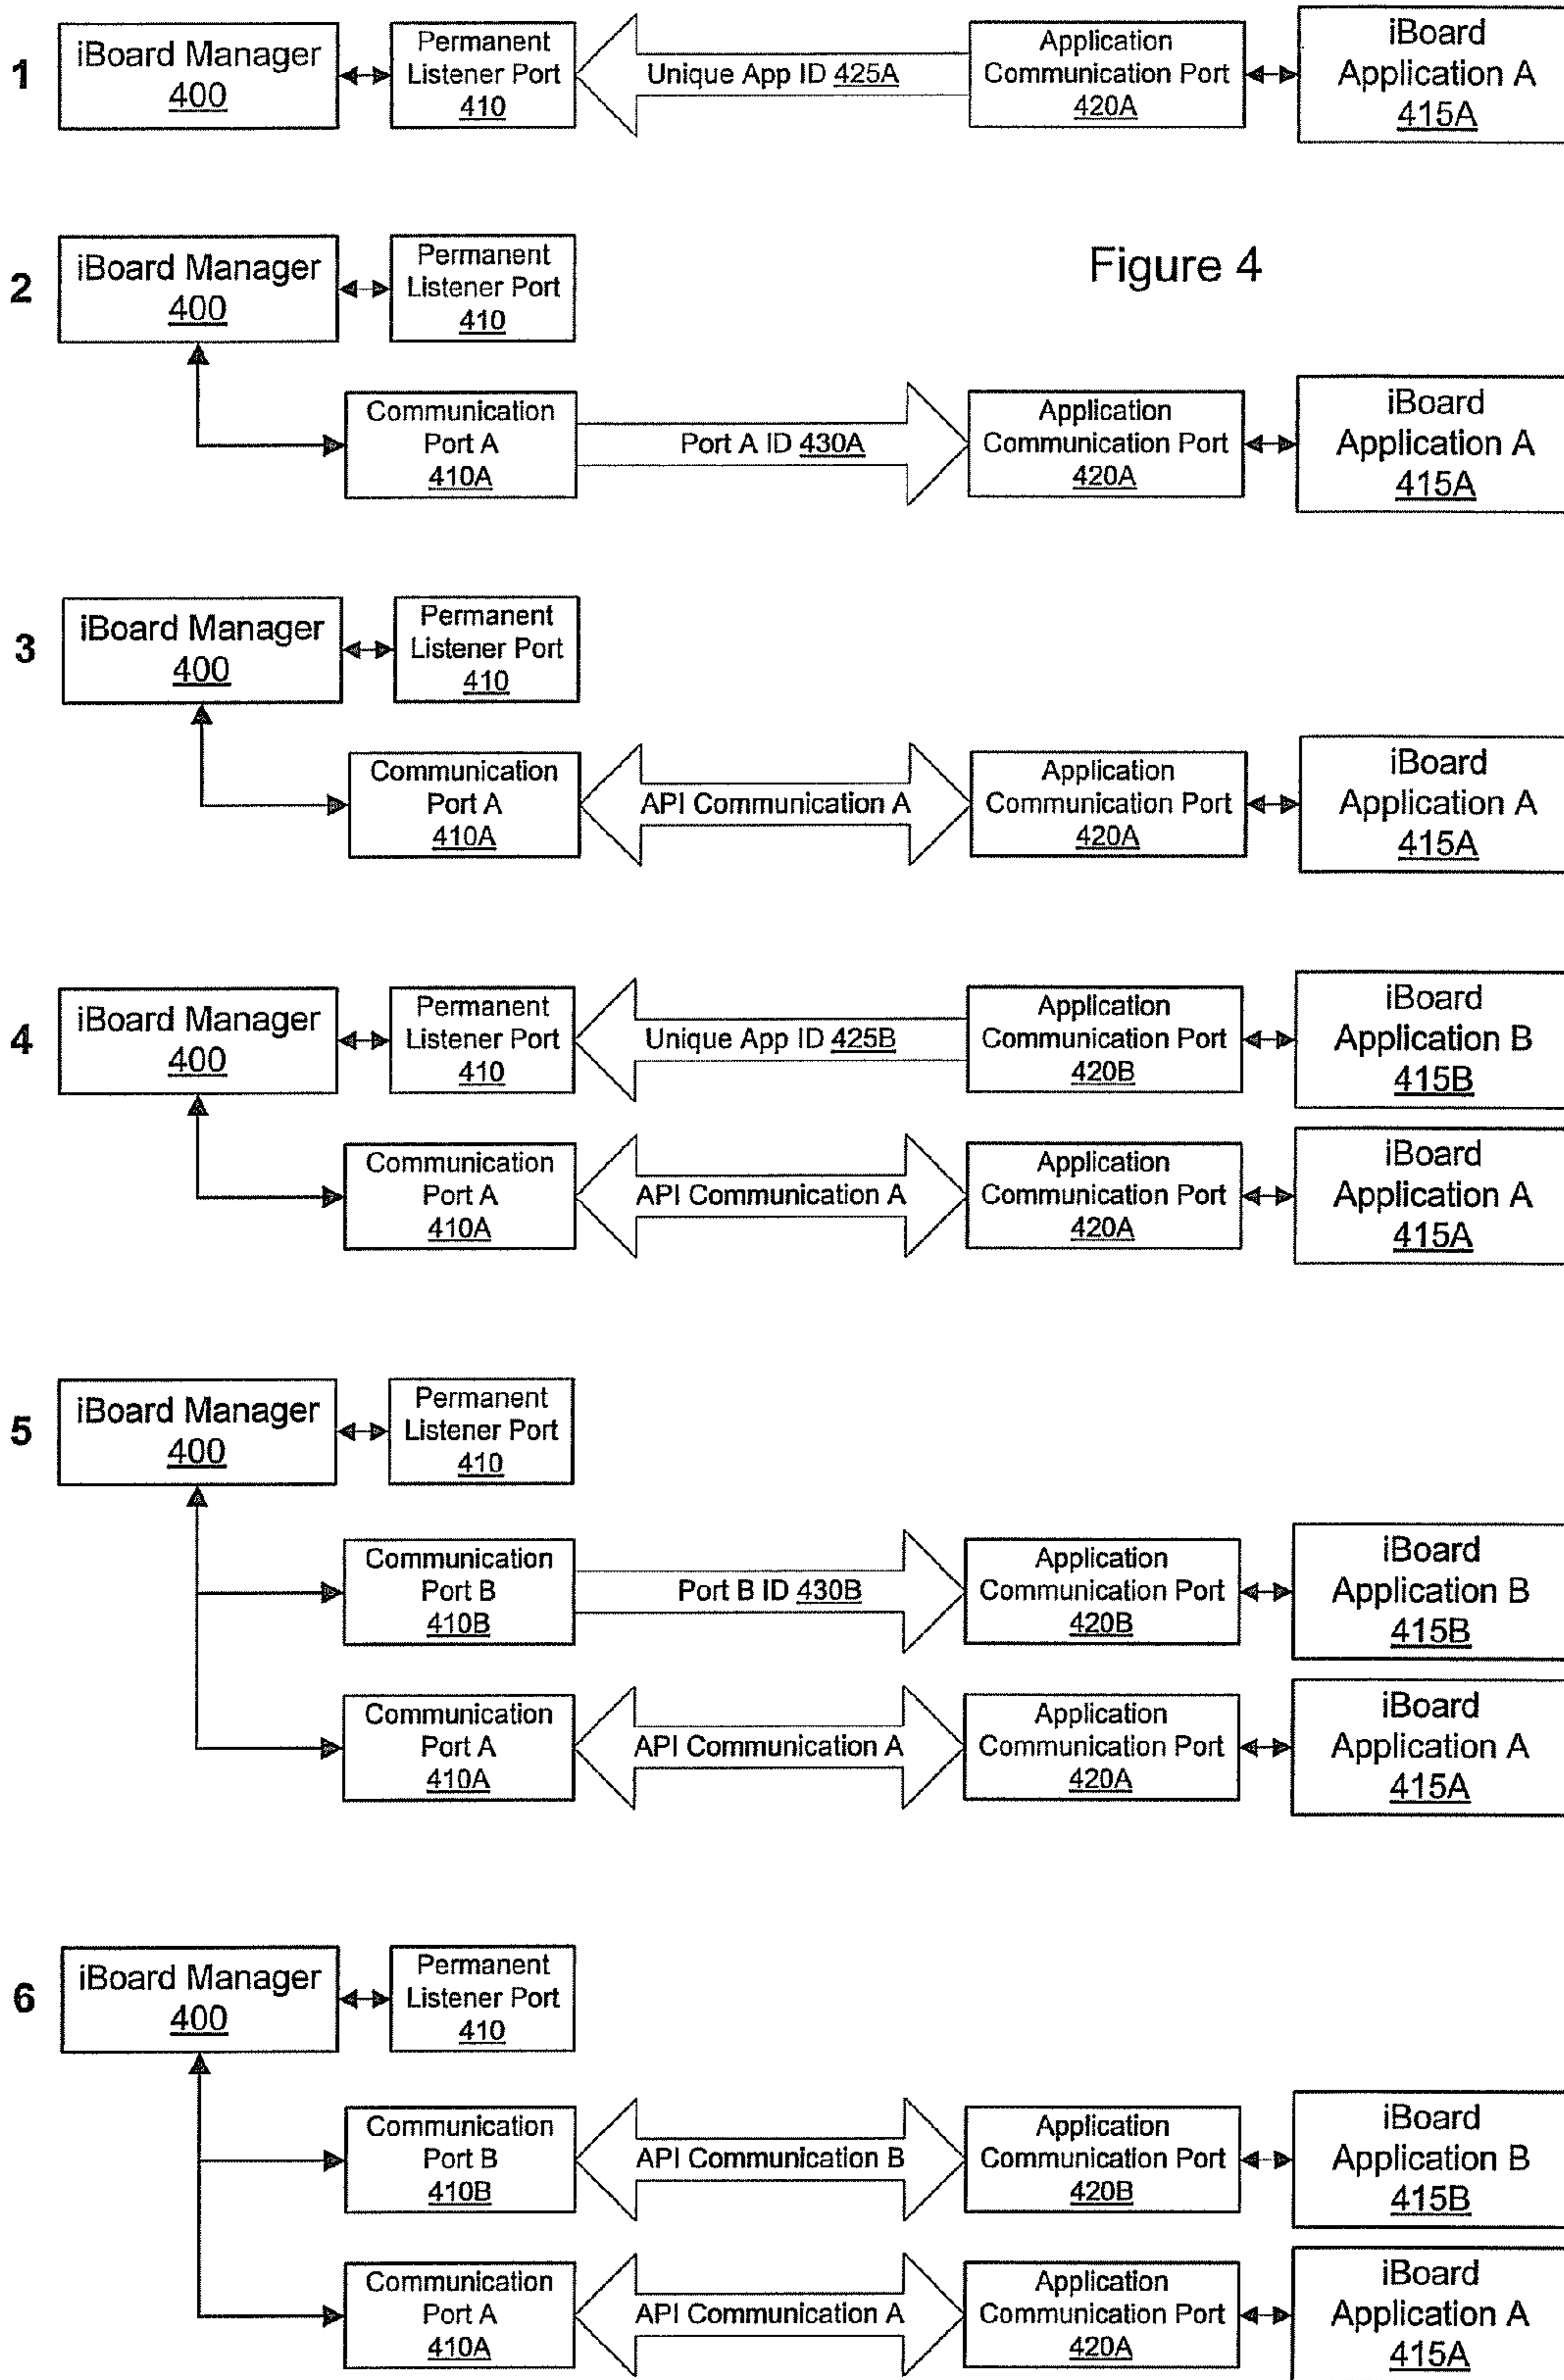 1
iBoard Manager
400
Permanent
Listener Port
410
Unique App ID 425A
Application
Communication Port
420A
iBoard
Application A
415A
Figure 4
2
iBoard Manager
400
Permanent
Listener Port
410
Communication
Port A
410A
Port A ID 430A
Application
Communication Port
420A
iBoard
Application A
415A
3
iBoard Manager
400
Permanent
Listener Port
410
Communication
Port A
410A
API Communication A
Application
Communication Port
420A
iBoard
Application A
415A
4
iBoard Manager
400
Permanent
Listener Port
410
Unique App ID 425B
Application
Communication Port
420B
iBoard
Application B
415B
Communication
Port A
410A
API Communication A
Application
Communication Port
420A
iBoard
Application A
415A
5
iBoard Manager
400
Permanent
Listener Port
410
Communication
Port B
410B
Port B ID 430B
Application
Communication Port
420B
iBoard
Application B
415B
Communication
Port A
410A
API Communication A
Application
Communication Port
420A
iBoard
Application A
415A
6
iBoard Manager
400
Permanent
Listener Port
410
Communication
Port B
410B
API Communication B
Application
Communication Port
420B
iBoard
Application B
415B
Communication
Port A
410A
API Communication A
Application
Communication Port
420A
iBoard
Application A
415A